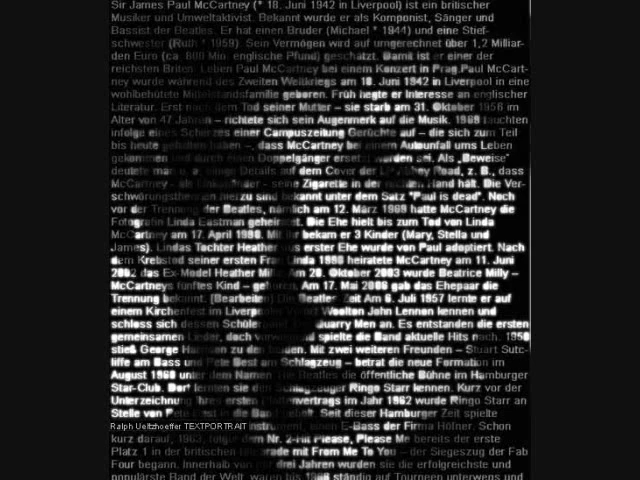 Sir James Paul McCartney (* 18. Juni 1942 in Liverpool) ist ein britischer
Musiker und Umweltaktivist. Bekannt wurde er als Komponist, Sänger und
Bassist der Beatles. Er hat einen Bruder (Michael * 1944) und eine Stief-
schwester (Ruth * 1959). Sein Vermögen wird auf umgerechnet über 1,2 Milliar-
den Euro (ca. 800 Mio. englische Pfund) geschätzt. Damit ist er einer der
reichsten Briten. Leben Paul McCartney bei einem Konzert in Prag Paul McCart-
ney wurde während des Zweiten Weltkriegs am 18. Juni 1942 in Liverpool in eine
wohlbehütete Mittelstandsfamilie geboren. Früh hegte er Interesse an englischer
Literatur. Erst nach dem Tod seiner Mutter – sie starb am 31. Oktober 1956 im
Alter von 47 Jahren – richtete sich sein Augenmerk auf die Musik. 1969 tauchten
infolge eines Scherzes einer Campuszeitung Gerüchte auf – die sich zum Teil
bis heute gehalten haben –, dass McCartney bei einem Autounfall ums Leben
gekommen und durch einen Doppelgänger ersetzt worden sei. Als „Beweise"
deutete man u. a. einige Details auf dem Cover der LP Abbey Road, z. B., dass
McCartney - als Linkshänder - seine Zigarette in der rechten Hand hält. Die Ver-
schwörungstheorien hierzu sind bekannt unter dem Satz "Paul is dead". Noch
vor der Trennung der Beatles, nämlich am 12. März 1969 hatte McCartney die
Fotografin Linda Eastman geheiratet. Die Ehe hielt bis zum Tod von Linda
McCartney am 17. April 1998. Mit ihr bekam er 3 Kinder (Mary, Stella und
James). Lindas Tochter Heather aus erster Ehe wurde von Paul adoptiert. Nach
dem Krebstod seiner ersten Frau Linda 1998 heiratete McCartney am 11. Juni
2002 das Ex-Model Heather Mills. Am 28. Oktober 2003 wurde Beatrice Milly –
McCartneys fünftes Kind – geboren. Am 17. Mai 2006 gab das Ehepaar die
Trennung bekannt. [Bearbeiten] Die Beatles Zeit Am 6. Juli 1957 lernte er auf
einem Kirchenfest im Liverpooler Vorort Woolton John Lennon kennen und
schloss sich dessen Schülerband Quarry Men an. Es entstanden die ersten
gemeinsamen Lieder, doch vorwiegend spielte die Band aktuelle Hits nach. 1958
stieß George Harrison zu den beiden. Mit zwei weiteren Freunden – Stuart Sutc-
liffe am Bass und Pete Best am Schlagzeug – betrat die neue Formation im
August 1960 unter dem Namen The Beatles die öffentliche Bühne im Hamburger
Star-Club. Dort lernten sie den Schlagzeuger Ringo Starr kennen. Kurz vor der
Unterzeichnung ihres ersten Plattenvertrags im Jahr 1962 wurde Ringo Starr an
Stelle von Pete Best in die Band geholt. Seit dieser Hamburger Zeit spielte
Ralph Ueltzhoeffer TEXTPORTRAIT instrument, einen E-Bass der Firma Höfner. Schon
kurz darauf, 1963, folgte dem Nr. 2-Hit Please, Please Me bereits der erste
Platz 1 in der britischen Hitparade mit From Me To You – der Siegeszug der Fab
Four begann. Innerhalb von nur drei Jahren wurden sie die erfolgreichste und
populärste Band der Welt, waren bis 1966 ständig auf Tourneen unterwegs und